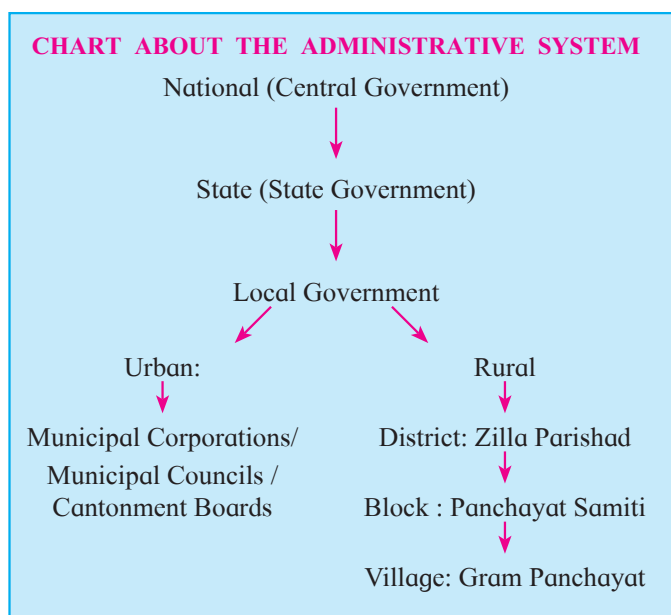 CHART ABOUT THE ADMINISTRATIVE SYSTEM
National (Central Government)
State (State Government)
Local Government
Urban:
Municipal Corporations/
Municipal Councils /
Cantonment Boards
Rural
District: Zilla Parishad
Block : Panchayat Samiti
Village: Gram Panchayat